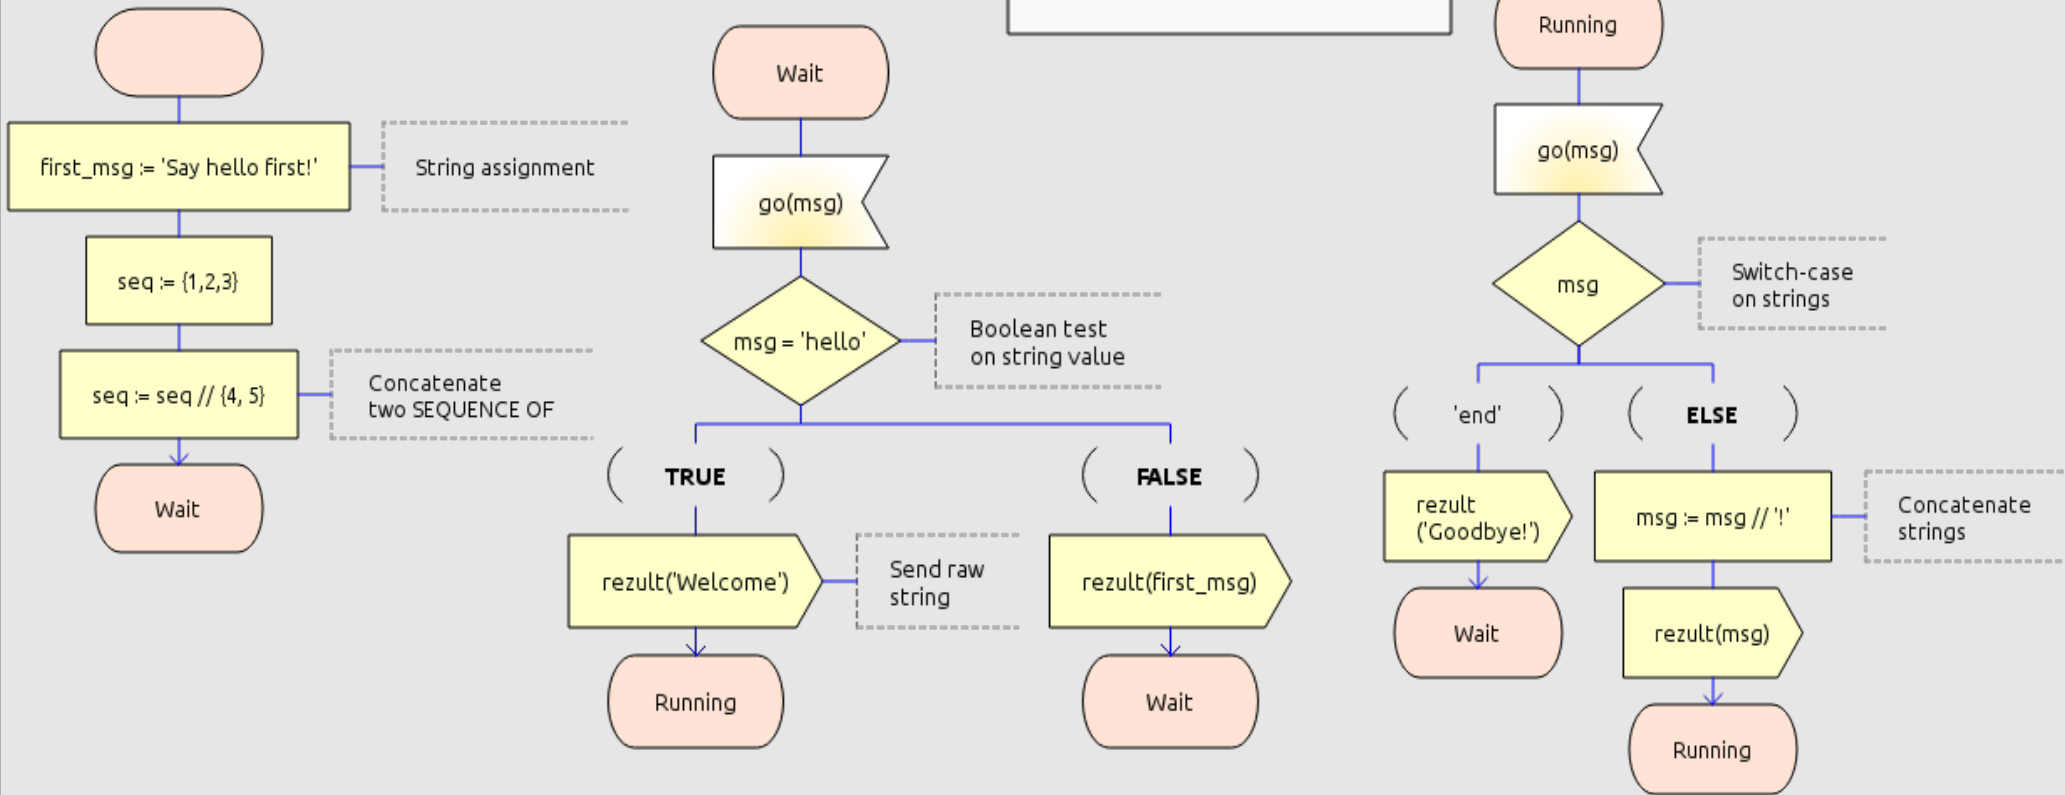 first_msg := 'Say hello first!'
String assignment
seq := {1,2,3}
seq := seq // {4, 5}
Concatenate
two SEQUENCE OF
Wait
Wait
go(msg)
msg = 'hello'
Boolean test
on string value
TRUE
FALSE
rezult('Welcome')
Send raw
string
rezult(first_msg)
Running
Wait
Running
go(msg)
msg
Switch-case
on strings
'end'
ELSE
rezult
('Goodbye!')
msg := msg // '!'
Concatenate
strings
Wait
rezult(msg)
Running